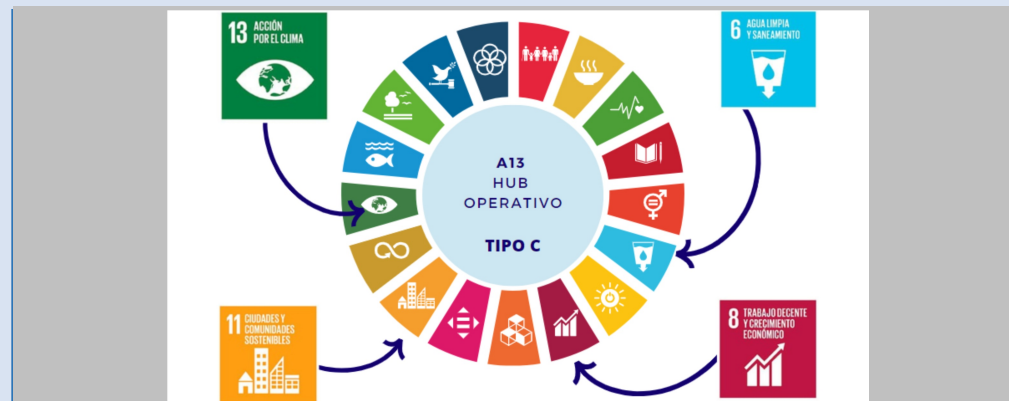 13 ACCIÓN
POR EL CLIMA
6 AGUA LIMPIA
Y SANEAMIENTO
A13
HUB
OPERATIVO
TIPO C
11 CIUDADES Y
COMUNIDADES
SOSTENIBLES
8 TRABAJO DECENTE
Y CRECIMIENTO
ECONÓMICO